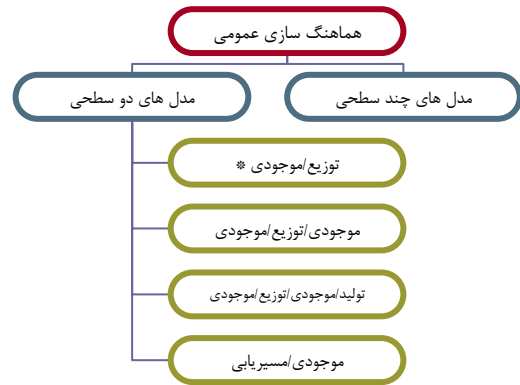 هماهنگ سازی عمومی
مدل های چند سطحی
مدل های دو سطحی
توزیع/موجودی *
موجودی/توزیع/موجودی
تولید/موجودی/توزیع/موجودی
موجودی/مسیریابی